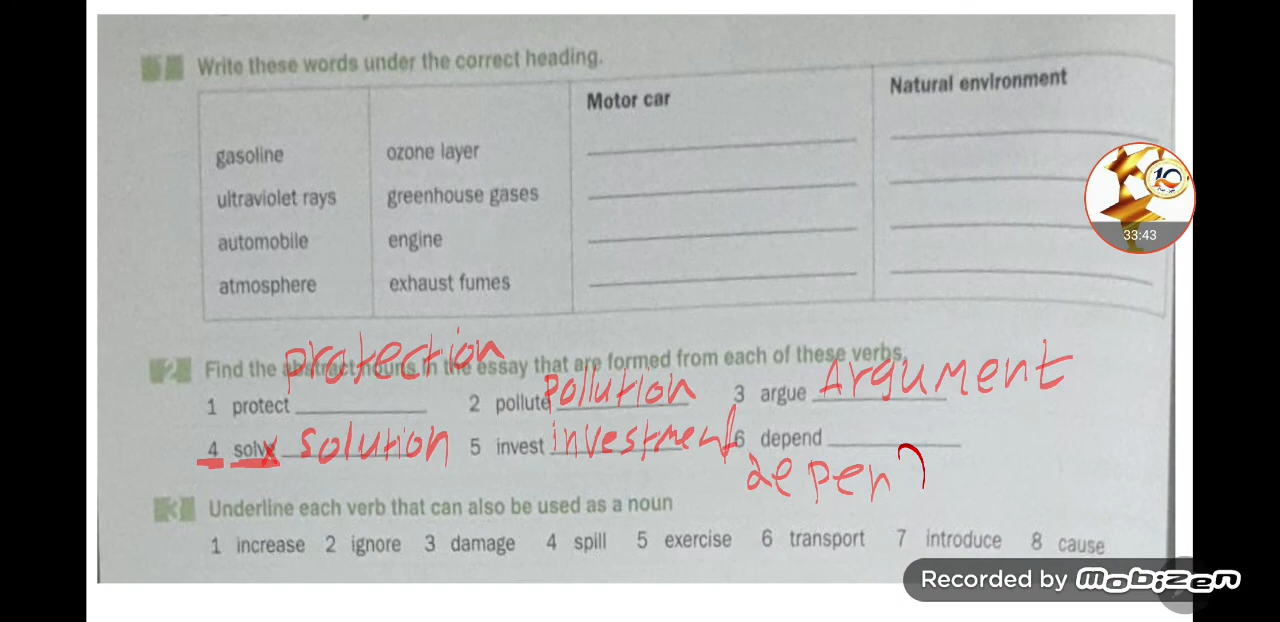 1 Write these words under the correct heading.
Motor car Natural environment
gasoline ozone layer
ultraviolet rays greenhouse gases
automobile engine
atmosphere exhaust fumes
10
33:43
protection
2 Find the abstract nouns in the essay that are formed from each of these verbs.
1 protect 2 pollute Pollution 3 argue Argument
4 solve solution 5 invest investment 6 depend
depen
3 Underline each verb that can also be used as a noun
1 increase 2 ignore 3 damage 4 spill 5 exercise 6 transport 7 introduce 8 cause
Recorded by mobizen